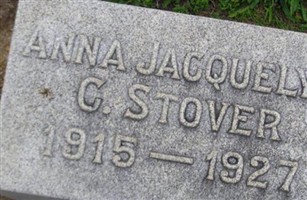 ANNA JACQUELY
C. STOVER
1915 — 1927